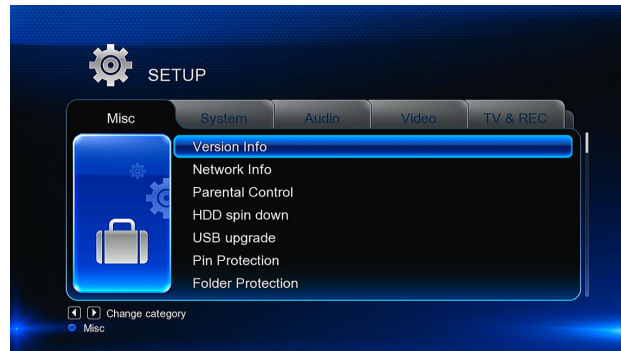 SETUP
Misc System Audio Video TV & REC
Version Info
Network Info
Parental Control
HDD spin down
USB upgrade
Pin Protection
Folder Protection
Change category
Misc